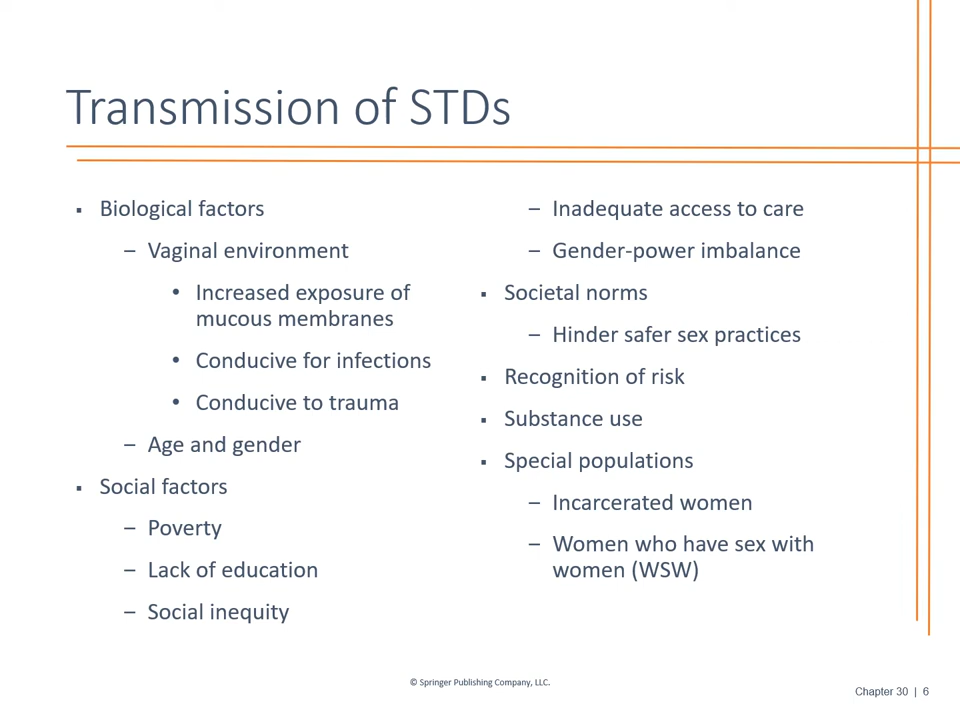 Transmission of STDs
▪ Biological factors
– Vaginal environment
• Increased exposure of
mucous membranes
• Conducive for infections
• Conducive to trauma
– Age and gender
▪ Social factors
– Poverty
– Lack of education
– Social inequity
– Inadequate access to care
– Gender-power imbalance
▪ Societal norms
– Hinder safer sex practices
▪ Recognition of risk
▪ Substance use
▪ Special populations
– Incarcerated women
– Women who have sex with
women (WSW)
© Springer Publishing Company, LLC.
Chapter 30 | 6